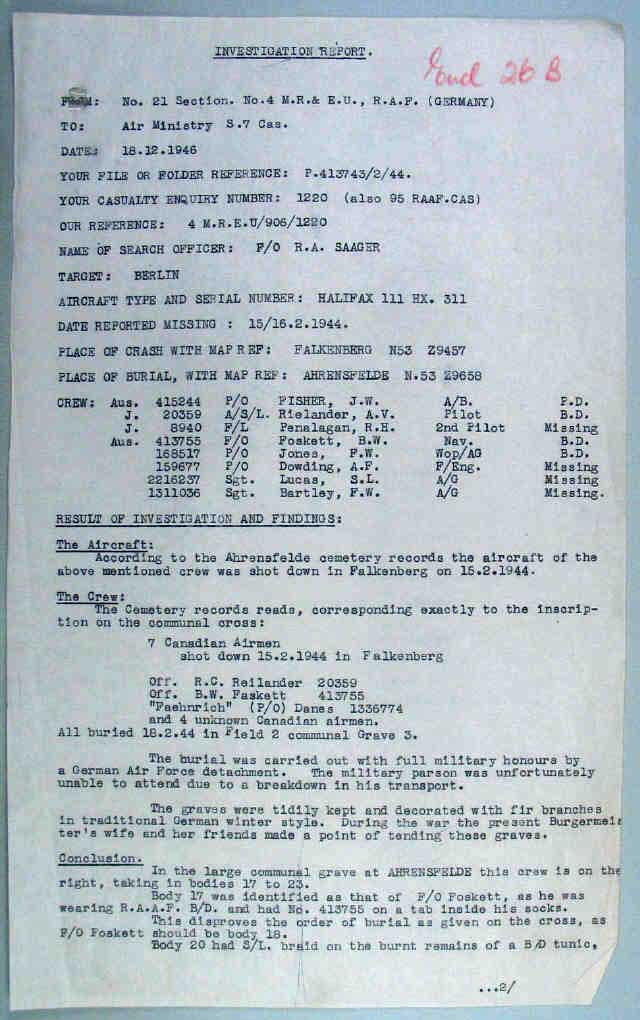 INVESTIGATION REPORT.
Encl 26 B
FROM: No. 21 Section. No.4 M.R.& E.U., R.A.F. (GERMANY)
TO: Air Ministry S.7 Cas.
DATE: 18.12.1946
YOUR FILE OR FOLDER REFERENCE: P.413743/2/44.
YOUR CASUALTY ENQUIRY NUMBER: 1220 (also 95 RAAF.CAS)
OUR REFERENCE: 4 M.R.E.U/906/1220
NAME OF SEARCH OFFICER: F/O R.A. SAAGER
TARGET: BERLIN
AIRCRAFT TYPE AND SERIAL NUMBER: HALIFAX 111 HX. 311
DATE REPORTED MISSING : 15/16.2.1944.
PLACE OF CRASH WITH MAP REF: FALKENBERG N53 Z9457
PLACE OF BURIAL, WITH MAP REF: AHRENSFELDE N.53 Z9658
CREW: Aus. 415244 P/O FISHER, J.W. A/B. P.D.
J. 20359 A/S/L. Rielander, A.V. Pilot B.D.
J. 8940 F/L Penalagan, R.H. 2nd Pilot Missing
Aus. 413755 F/O Foskett, B.W. Nav. B.D.
168517 P/O Jones, F.W. Wop/AG B.D.
159677 P/O Dowding, A.F. F/Eng. Missing
2216237 Sgt. Lucas, S.L. A/G Missing
1311036 Sgt. Bartley, F.W. A/G Missing.
RESULT OF INVESTIGATION AND FINDINGS:
The Aircraft:
According to the Ahrensfelde cemetery records the aircraft of the
above mentioned crew was shot down in Falkenberg on 15.2.1944.
The Crew:
The Cemetery records reads, corresponding exactly to the inscrip-
tion on the communal cross:
7 Canadian Airmen
shot down 15.2.1944 in Falkenberg
Off. R.C. Reilander 20359
Off. B.W. Faskett 413755
"Faehnrich" (P/O) Danes 1336774
and 4 unknown Canadian airmen.
All buried 18.2.44 in Field 2 communal Grave 3.
The burial was carried out with full military honours by
a German Air Force detachment. The military parson was unfortunately
unable to attend due to a breakdown in his transport.
The graves were tidily kept and decorated with fir branches
in traditional German winter style. During the war the present Burgermeis
ter's wife and her friends made a point of tending these graves.
Conclusion.
In the large communal grave at AHRENSFELDE this crew is on the
right, taking in bodies 17 to 23.
Body 17 was identified as that of F/O Foskett, as he was
wearing R.A.A.F. B/D. and had No. 413755 on a tab inside his socks.
This disproves the order of burial as given on the cross, as
F/O Foskett should be body 18.
Body 20 had S/L. braid on the burnt remains of a B/D tunic,
...2/